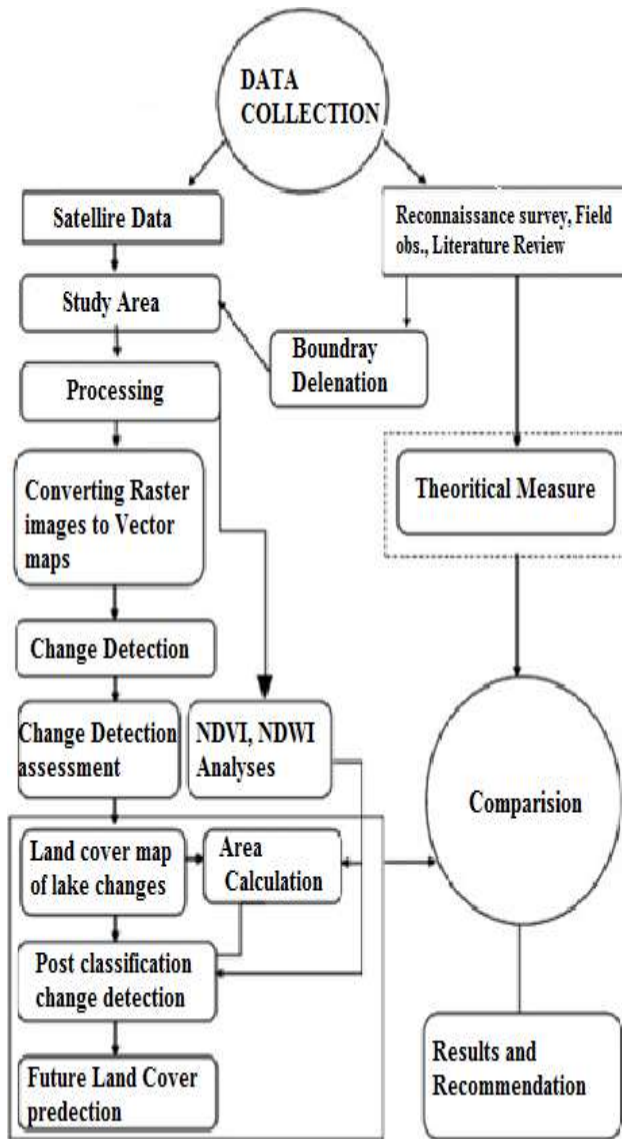 DATA
COLLECTION
Satellire Data
Reconnaissance survey, Field
obs., Literature Review
Study Area
Boundray
Delenation
Processing
Converting Raster
images to Vector
maps
Theoritical Measure
Change Detection
Change Detection
assessment
NDVI, NDWI
Analyses
Comparision
Land cover map
of lake changes
Area
Calculation
Post classification
change detection
Future Land Cover
predection
Results and
Recommendation